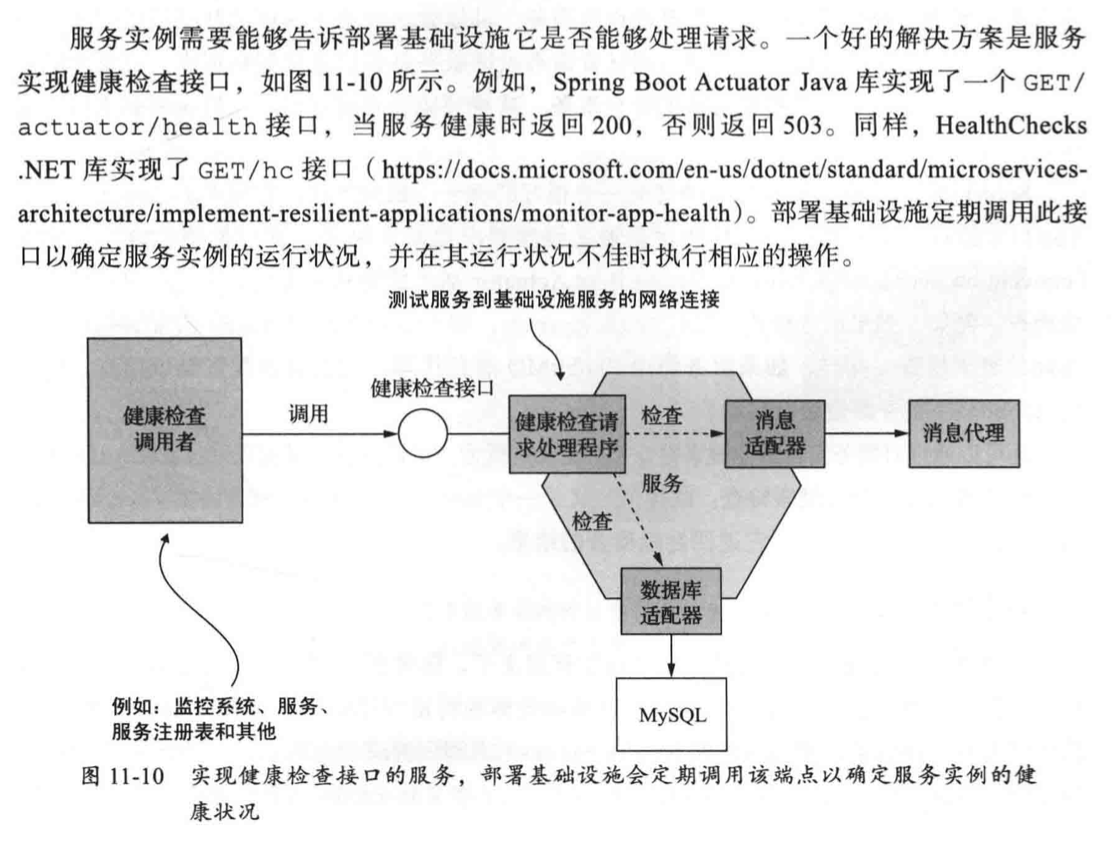 服务实例需要能够告诉部署基础设施它是否能够处理请求。一个好的解决方案是服务
实现健康检查接口，如图 11-10 所示。例如，Spring Boot Actuator Java 库实现了一个 GET/
actuator/health 接口，当服务健康时返回 200，否则返回 503。同样，HealthChecks
.NET 库实现了 GET/hc 接口（https://docs.microsoft.com/en-us/dotnet/standard/microservices-
architecture/implement-resilient-applications/monitor-app-health）。部署基础设施定期调用此接
口以确定服务实例的运行状况，并在其运行状况不佳时执行相应的操作。
测试服务到基础设施服务的网络连接
健康检查
调用者
调用
健康检查接口
健康检查请
求处理程序
检查
消息
适配器
消息代理
服务
检查
数据库
适配器
MySQL
例如：监控系统、服务、
服务注册表和其他
图 11-10 实现健康检查接口的服务，部署基础设施会定期调用该端点以确定服务实例的健
康状况